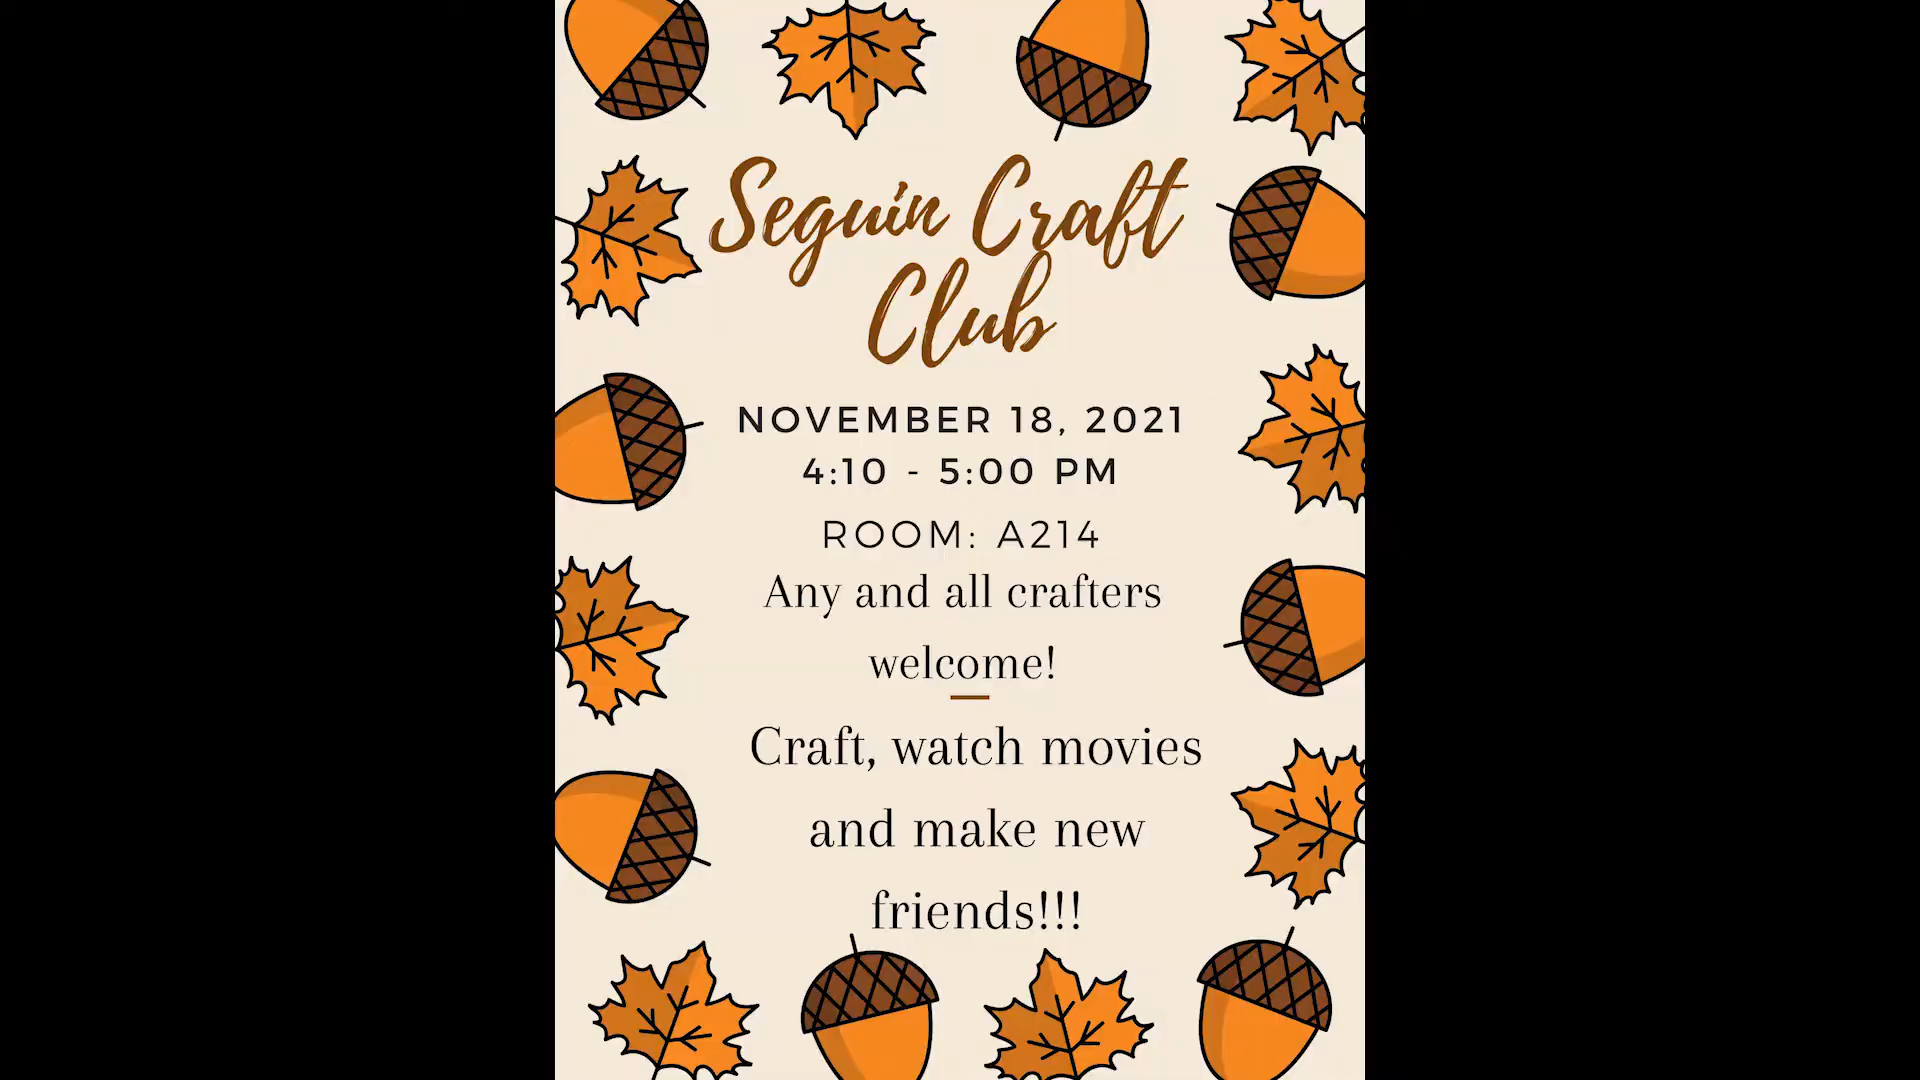 Seguin Craft
Club
NOVEMBER 18, 2021
4:10 - 5:00 PM
ROOM: A214
Any and all crafters
welcome!
Craft, watch movies
and make new
friends!!!